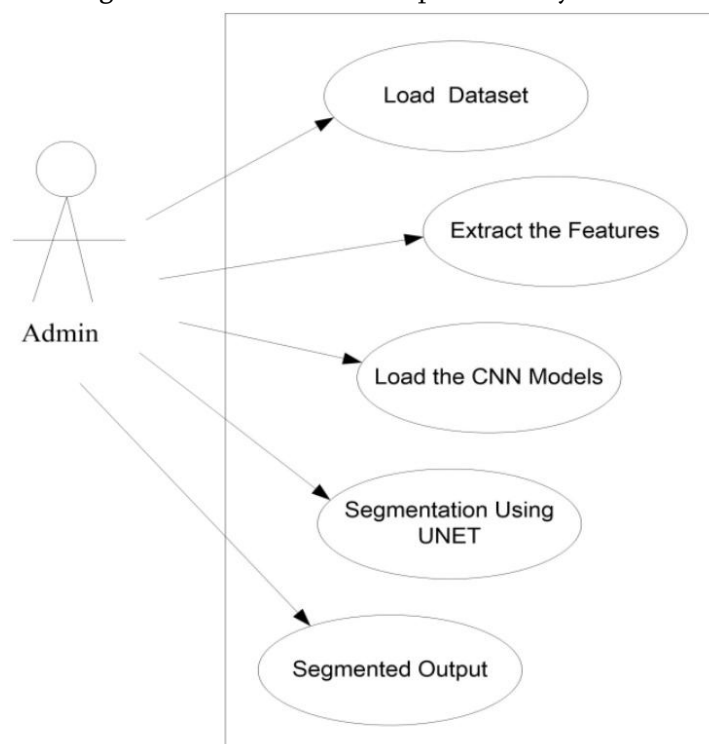 Load Dataset
Extract the Features
Admin
Load the CNN Models
Segmentation Using
UNET
Segmented Output